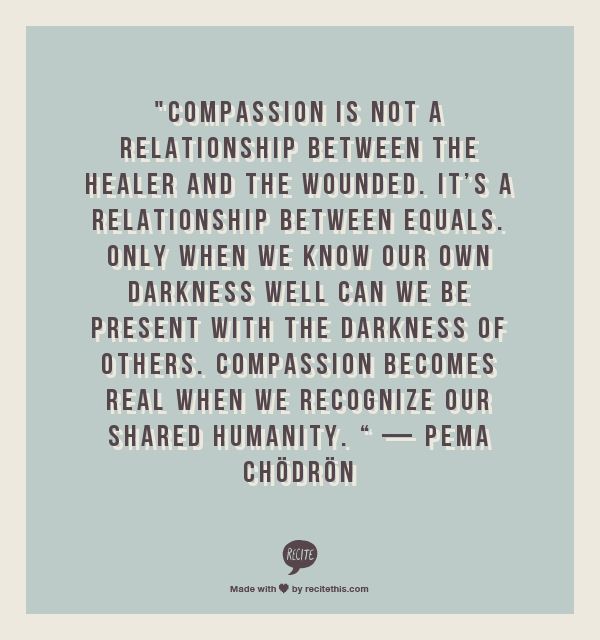 "COMPASSION IS NOT A
RELATIONSHIP BETWEEN THE
HEALER AND THE WOUNDED. IT’S A
RELATIONSHIP BETWEEN EQUALS.
ONLY WHEN WE KNOW OUR OWN
DARKNESS WELL CAN WE BE
PRESENT WITH THE DARKNESS OF
OTHERS. COMPASSION BECOMES
REAL WHEN WE RECOGNIZE OUR
SHARED HUMANITY. “ — PEMA
CHÖDRÖN
RECITE
Made with ♥ by recitethis.com